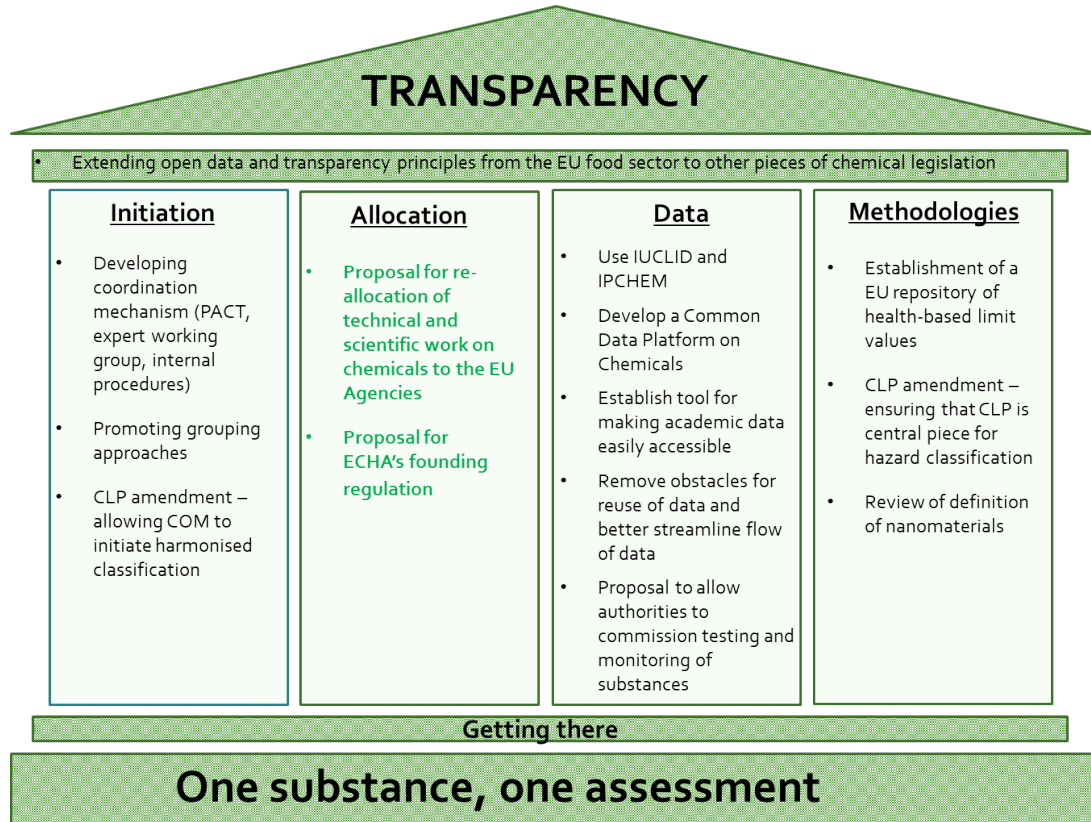 TRANSPARENCY
• Extending open data and transparency principles from the EU food sector to other pieces of chemical legislation
Initiation
• Developing
coordination
mechanism (PACT,
expert working
group, internal
procedures)
• Promoting grouping
approaches
• CLP amendment –
allowing COM to
initiate harmonised
classification
Allocation
• Proposal for re-
allocation of
technical and
scientific work on
chemicals to the EU
Agencies
• Proposal for
ECHA's founding
regulation
Data
• Use IUCLID and
IPCHEM
• Develop a Common
Data Platform on
Chemicals
• Establish tool for
making academic data
easily accessible
• Remove obstacles for
reuse of data and
better streamline flow
of data
• Proposal to allow
authorities to
commission testing and
monitoring of
substances
Methodologies
• Establishment of a
EU repository of
health-based limit
values
• CLP amendment –
ensuring that CLP is
central piece for
hazard classification
• Review of definition
of nanomaterials
Getting there
One substance, one assessment